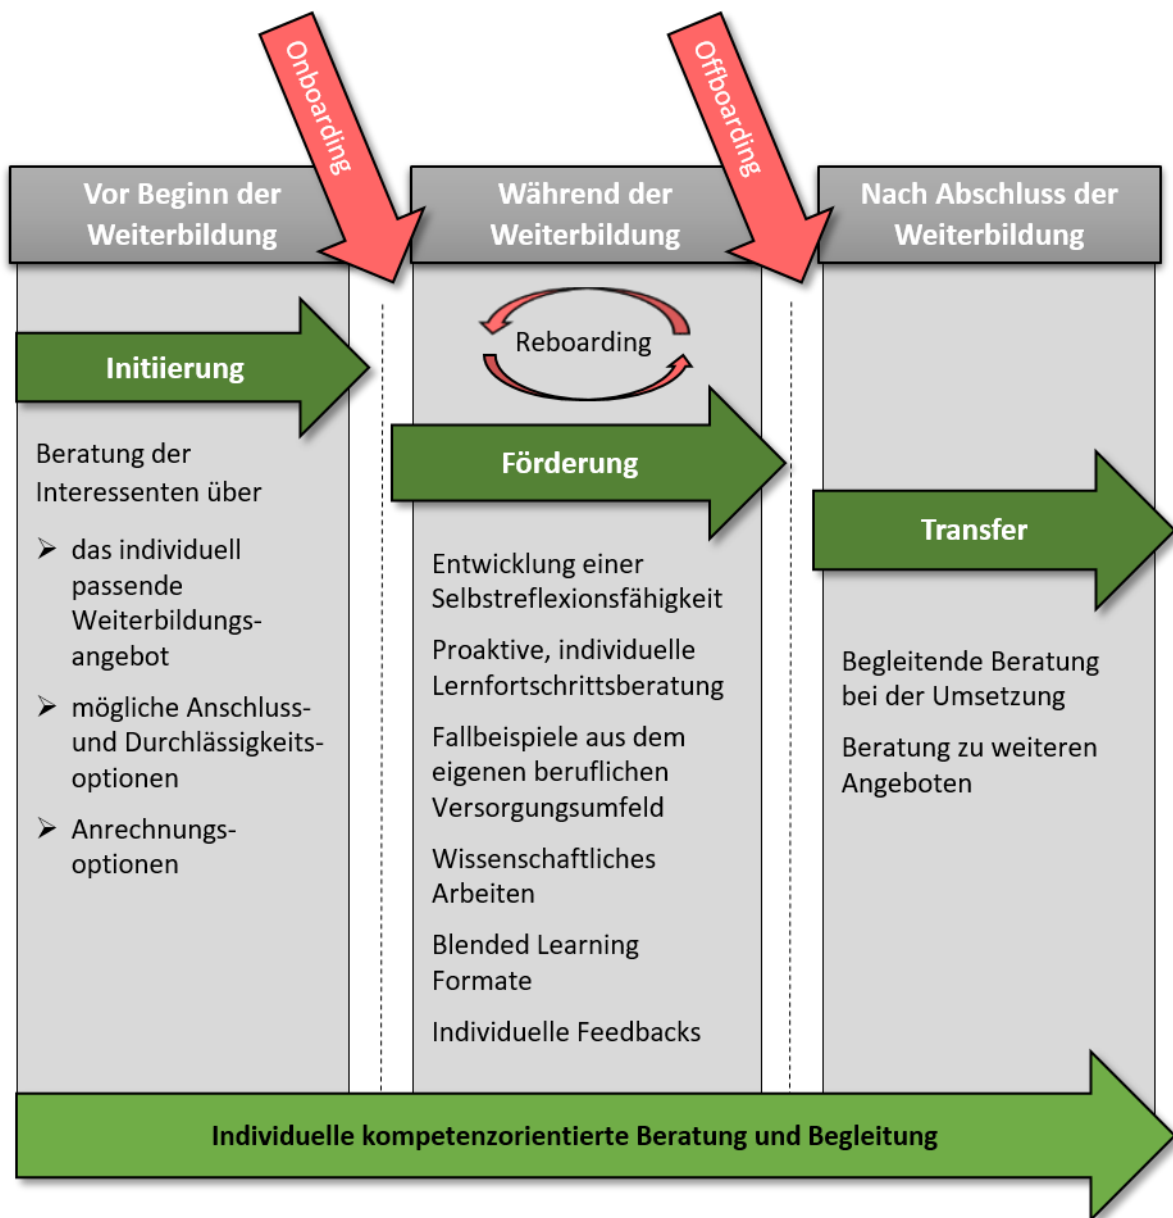 Onboarding
Offboarding
Vor Beginn der
Weiterbildung
Während der
Weiterbildung
Nach Abschluss der
Weiterbildung
Initiierung
Beratung der
Interessenten über
➢ das individuell
passende
Weiterbildungs-
angebot
➢ mögliche Anschluss-
und Durchlässigkeits-
optionen
➢ Anrechnungs-
optionen
Reboarding
Förderung
Entwicklung einer
Selbstreflexionsfähigkeit
Proaktive, individuelle
Lernfortschrittsberatung
Fallbeispiele aus dem
eigenen beruflichen
Versorgungsumfeld
Wissenschaftliches
Arbeiten
Blended Learning
Formate
Individuelle Feedbacks
Transfer
Begleitende Beratung
bei der Umsetzung
Beratung zu weiteren
Angeboten
Individuelle kompetenzorientierte Beratung und Begleitung